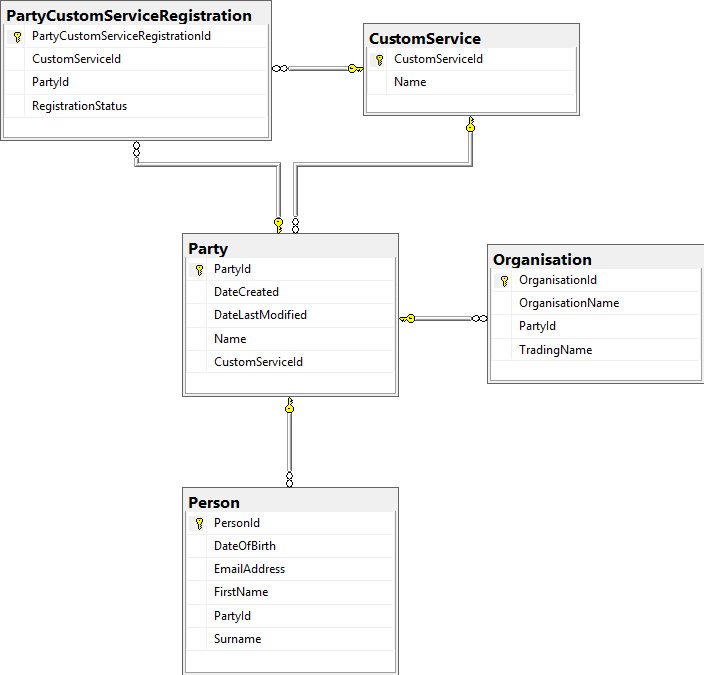 PartyCustomServiceRegistration
PartyCustomServiceRegistrationId
CustomServiceId
PartyId
RegistrationStatus
CustomService
CustomServiceId
Name
Party
PartyId
DateCreated
DateLastModified
Name
CustomServiceId
Organisation
OrganisationId
OrganisationName
PartyId
TradingName
Person
PersonId
DateOfBirth
EmailAddress
FirstName
PartyId
Surname